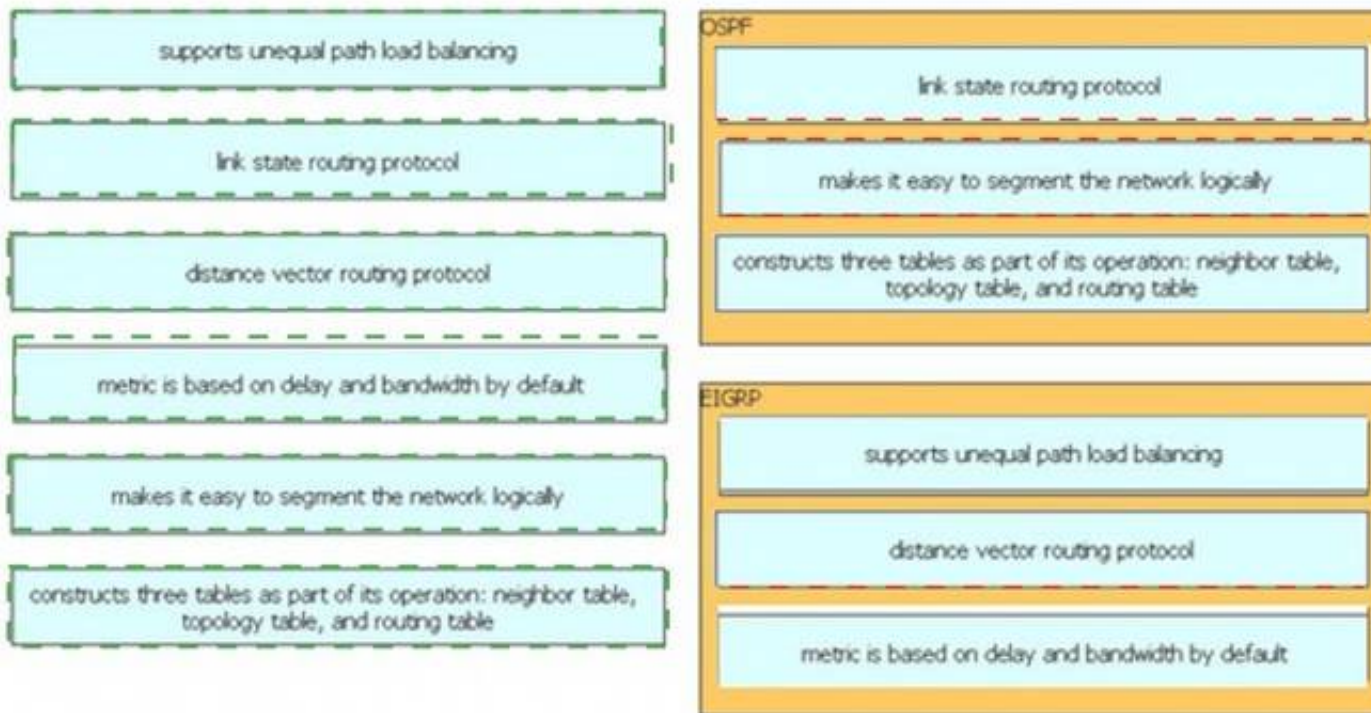 supports unequal path load balancing
link state routing protocol
distance vector routing protocol
metric is based on delay and bandwidth by default
makes it easy to segment the network logically
constructs three tables as part of its operation: neighbor table,
topology table, and routing table
OSPF
link state routing protocol
makes it easy to segment the network logically
constructs three tables as part of its operation: neighbor table,
topology table, and routing table
EIGRP
supports unequal path load balancing
distance vector routing protocol
metric is based on delay and bandwidth by default